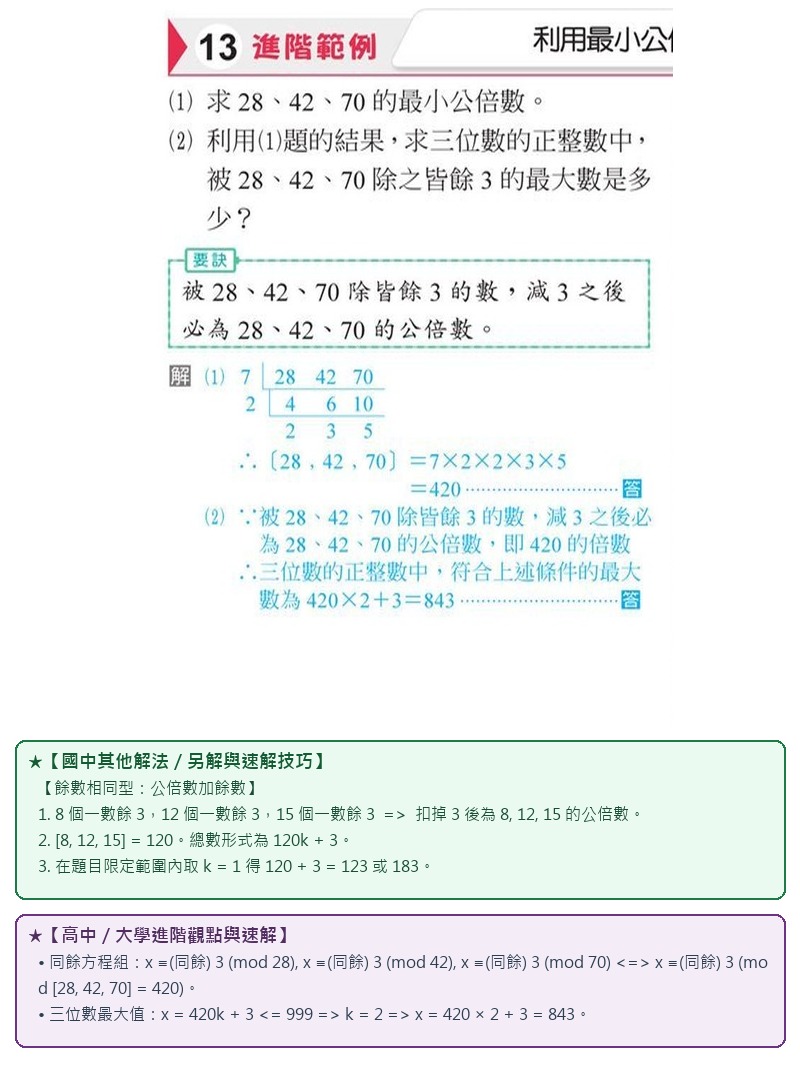 13 進階範例
利用最小公
(1) 求 28、42、70 的最小公倍數。
(2) 利用(1)題的結果，求三位數的正整數中，
被 28、42、70 除之皆餘 3 的最大數是多
少？
要訣
被 28、42、70 除皆餘 3 的數，減 3 之後
必為 28、42、70 的公倍數。
解 (1) 7 28 42 70
2 4 6 10
2 3 5
∴〔28，42，70〕＝7×2×2×3×5
＝420 ⋯⋯⋯⋯⋯⋯⋯⋯⋯⋯ 答
(2) ∵被 28、42、70 除皆餘 3 的數，減 3 之後必
為 28、42、70 的公倍數，即 420 的倍數
∴三位數的正整數中，符合上述條件的最大
數為 420×2＋3＝843 ⋯⋯⋯⋯⋯⋯⋯⋯⋯⋯ 答
★【國中其他解法 / 另解與速解技巧】
【餘數相同型：公倍數加餘數】
1. 8 個一數餘 3，12 個一數餘 3，15 個一數餘 3 => 扣掉 3 後為 8, 12, 15 的公倍數。
2. [8, 12, 15] = 120。總數形式為 120k + 3。
3. 在題目限定範圍內取 k = 1 得 120 + 3 = 123 或 183。
★【高中 / 大學進階觀點與速解】
• 同餘方程組：x ≡(同餘) 3 (mod 28), x ≡(同餘) 3 (mod 42), x ≡(同餘) 3 (mod 70) <=> x ≡(同餘) 3 (mo
d [28, 42, 70] = 420)。
• 三位數最大值：x = 420k + 3 <= 999 => k = 2 => x = 420 × 2 + 3 = 843。